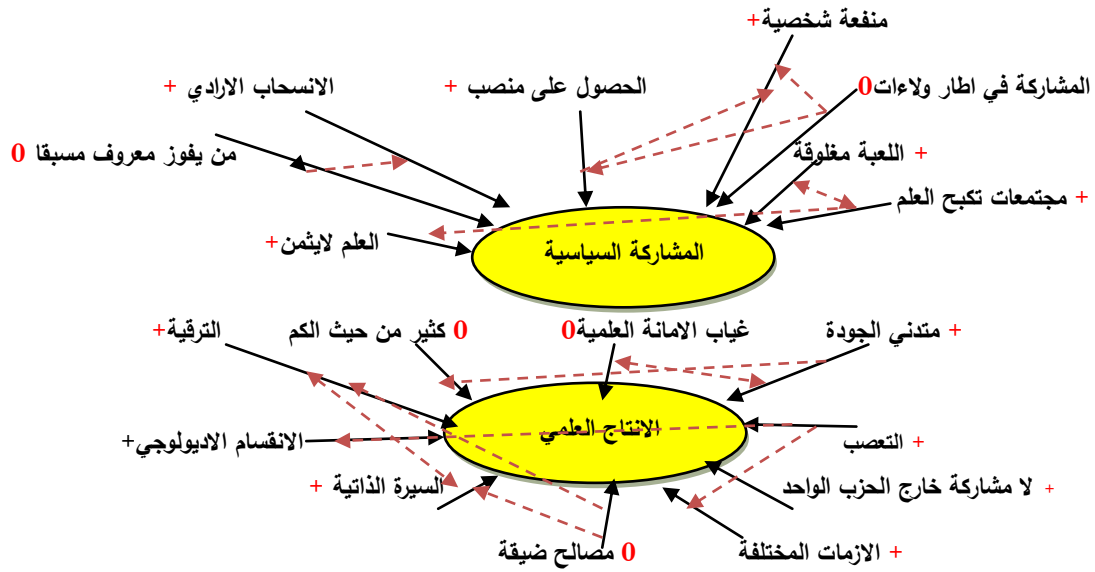 منفعة شخصية+
المشاركة في اطار ولاءات0
الحصول على منصب +
الانسحاب الارادي +
اللعبة مغلوقة +
من يفوز معروف مسبقا 0
مجتمعات تكبح العلم +
العلم لايثمن+
المشاركة السياسية
متدني الجودة +
غياب الامانة العلمية0
0 كثير من حيث الكم
الترقية+
الانتاج العلمي
التعصب +
الانقسام الاديولوجي+
لا مشاركة خارج الحزب الواحد +
السيرة الذاتية +
الازمات المختلفة +
0 مصالح ضيقة